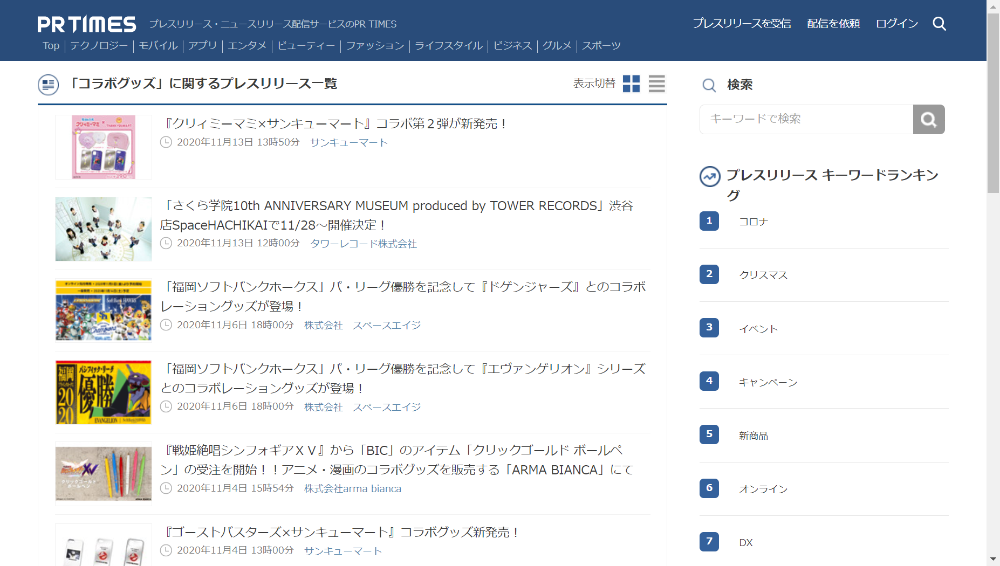 PR TIMES プレスリリース・ニュースリリース配信サービスのPR TIMES
プレスリリースを受信 配信を依頼 ログイン
Top テクノロジー モバイル アプリ エンタメ ビューティー ファッション ライフスタイル ビジネス グルメ スポーツ
「コラボグッズ」に関するプレスリリース一覧
表示切替
『クリィミーマミ×サンキューマート』コラボ第２弾が新発売！
2020年11月13日 13時50分 サンキューマート
「さくら学院10th ANNIVERSARY MUSEUM produced by TOWER RECORDS」渋谷
店SpaceHACHIKAIで11/28～開催決定！
2020年11月13日 12時00分 タワーレコード株式会社
「福岡ソフトバンクホークス」パ・リーグ優勝を記念して『ドゲンジャーズ』とのコラボ
レーショングッズが登場！
2020年11月6日 18時00分 株式会社 スペースエイジ
パシフィック・リーグ
優勝
福岡
2020
EVANGELION
「福岡ソフトバンクホークス」パ・リーグ優勝を記念して『エヴァンゲリオン』シリーズ
とのコラボレーショングッズが登場！
2020年11月6日 18時00分 株式会社 スペースエイジ
XV
クリックゴールド
ボールペン
『戦姫絶唱シンフォギアＸＶ』から「BIC」のアイテム「クリックゴールド ボールペ
ン」の受注を開始！！アニメ・漫画のコラボグッズを販売する「ARMA BIANCA」にて
2020年11月4日 15時54分 株式会社arma bianca
『ゴーストバスターズ×サンキューマート』コラボグッズ新発売！
2020年11月4日 13時00分 サンキューマート
検索
キーワードで検索
プレスリリース キーワードランキン
グ
1 コロナ
2 クリスマス
3 イベント
4 キャンペーン
5 新商品
6 オンライン
7 DX